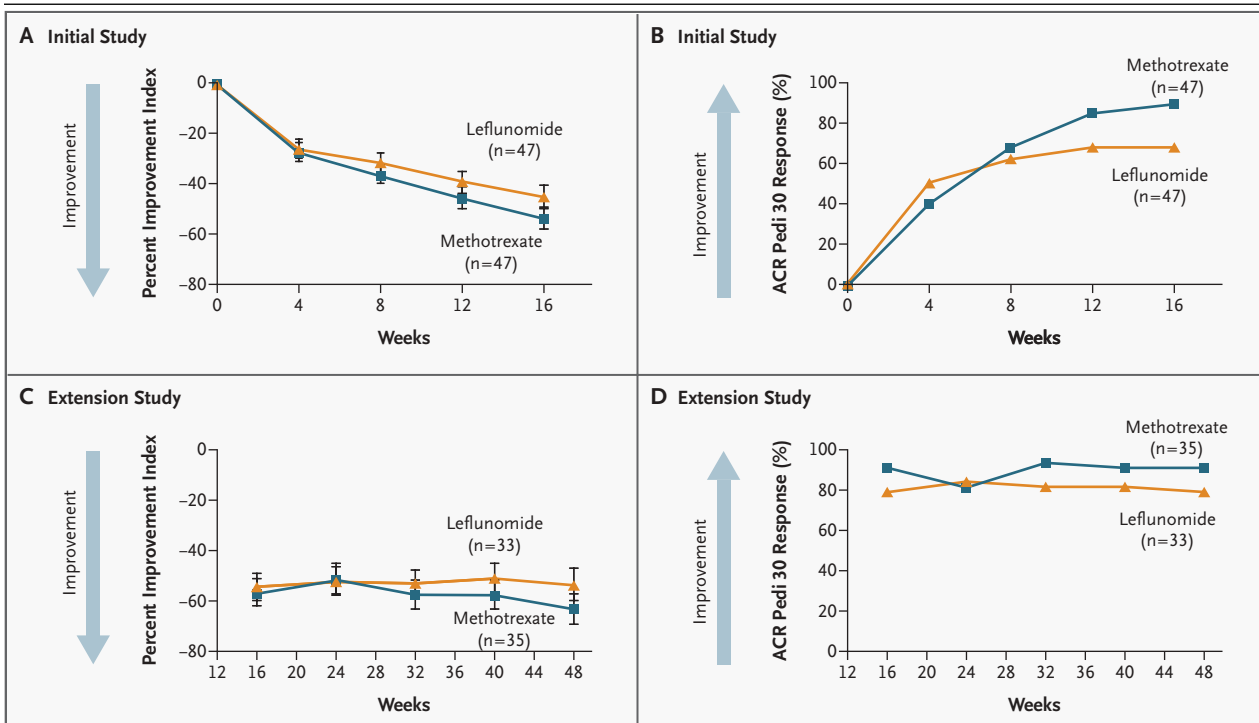 A Initial Study
Improvement
Percent Improvement Index
0
–20
–40
–60
–80
Leflunomide
(n=47)
Methotrexate
(n=47)
0 4 8 12 16
Weeks
B Initial Study
Improvement
ACR Pedi 30 Response (%)
100
80
60
40
20
0
Methotrexate
(n=47)
Leflunomide
(n=47)
0 4 8 12 16
Weeks
C Extension Study
Improvement
Percent Improvement Index
0
–20
–40
–60
–80
Leflunomide
(n=33)
Methotrexate
(n=35)
12 16 20 24 28 32 36 40 44 48
Weeks
D Extension Study
Improvement
ACR Pedi 30 Response (%)
100
80
60
40
20
0
Methotrexate
(n=35)
Leflunomide
(n=33)
12 16 20 24 28 32 36 40 44 48
Weeks